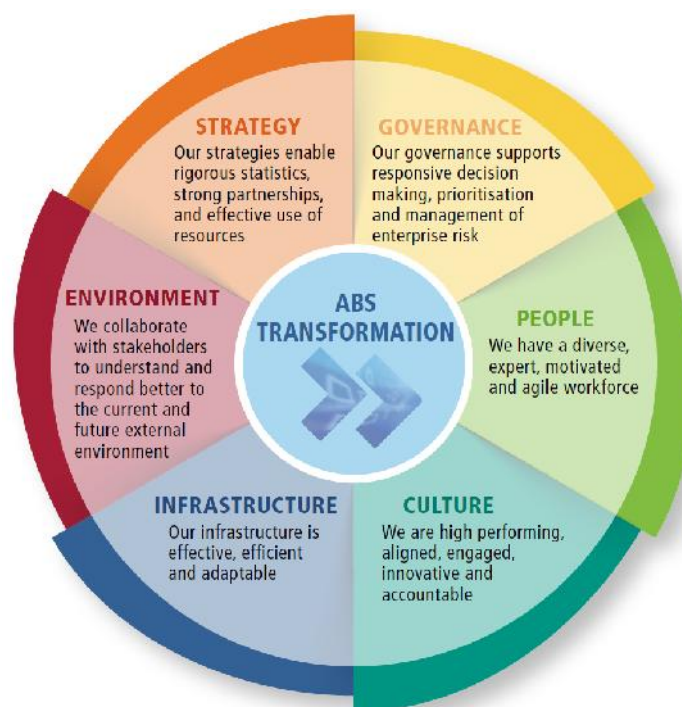 STRATEGY
Our strategies enable
rigorous statistics,
strong partnerships,
and effective use of
resources
GOVERNANCE
Our governance supports
responsive decision
making, prioritisation
and management of
enterprise risk
ENVIRONMENT
We collaborate
with stakeholders
to understand and
respond better to
the current and
future external
environment
ABS
TRANSFORMATION
PEOPLE
We have a diverse,
expert, motivated
and agile workforce
INFRASTRUCTURE
Our infrastructure is
effective, efficient
and adaptable
CULTURE
We are high performing,
aligned, engaged,
innovative and
accountable